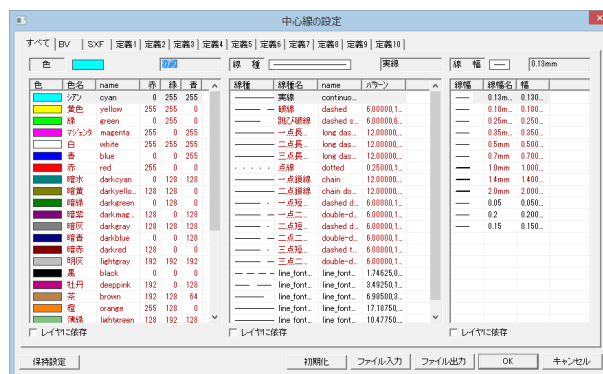 中心線の設定
すべて BV SXF 定義1 定義2 定義3 定義4 定義5 定義6 定義7 定義8 定義9 定義10
色 シアン 線 種 実線 線 幅 0.13mm
色 色名 name 赤 緑 青 線種 線種名 name パターン 線幅 線幅名 幅
シアン cyan 0 255 255 実線 continuo... 0.13m... 0.130...
黄色 yellow 255 255 0 破線 dashed 6.00000,1... 0.18m... 0.180...
緑 green 0 255 0 跳び破線 dashed s... 6.00000,6... 0.25m... 0.250...
マジェンタ magenta 255 0 255 一点長... long das... 12.00000,... 0.35m... 0.350...
白 white 255 255 255 二点長... long das... 12.00000,... 0.5mm 0.500...
青 blue 0 0 255 三点長... long das... 12.00000,... 0.7mm 0.700...
赤 red 255 0 0 点線 dotted 0.25000,1... 1.0mm 1.000...
暗水 darkcyan 0 128 128 一点鎖線 chain 12.00000,... 1.4mm 1.400...
暗黄 darkyello... 128 128 0 二点鎖線 chain do... 12.00000,... 2.0mm 2.000...
暗緑 darkgreen 0 128 0 一点短... dashed d... 6.00000,1... 0.05 0.050...
暗紫 darkmag... 128 0 128 一点二... double-d... 6.00000,1... 0.2 0.200...
暗灰 darkgray 128 128 128 二点短... dashed d... 6.00000,1... 0.15 0.150...
暗青 darkblue 0 0 128 二点二... double-d... 6.00000,1...
暗赤 darkred 128 0 0 三点短... dashed t... 6.00000,1...
明灰 lightgray 192 192 192 三点二... double-d... 6.00000,1...
黒 black 0 0 0 line_font... line_font... 1.74625,0...
牡丹 deeppink 192 0 128 line_font... line_font... 3.49250,1...
茶 brown 192 128 64 line_font... line_font... 6.98500,3...
橙 orange 255 128 0 line_font... line_font... 17.18750,...
薄緑 lightgreen 128 192 128 line_font... line_font... 10.47750,...
レイヤに依存 レイヤに依存 レイヤに依存
保持設定 初期化 ファイル入力 ファイル出力 OK キャンセル